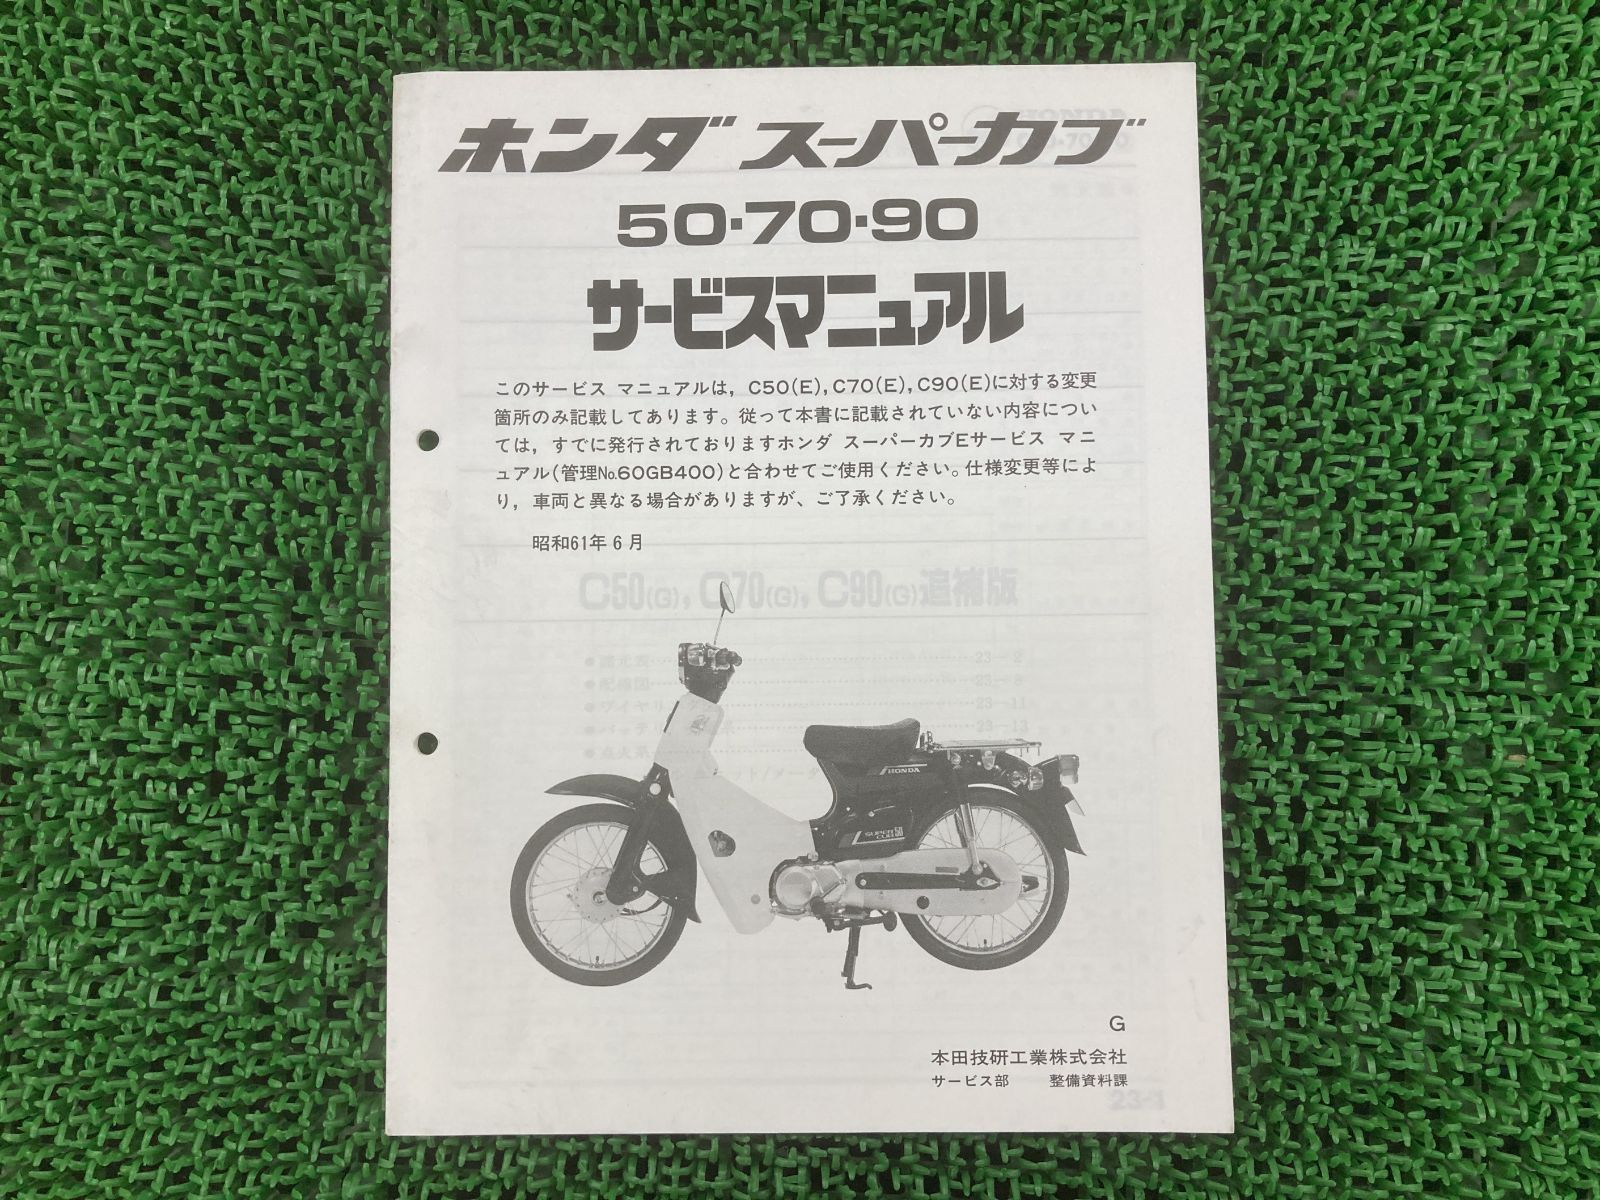 ホンダ スーパーカブ
50・70・90
サービスマニュアル
このサービス マニュアルは, C50(E), C70(E), C90(E)に対する変更
箇所のみ記載してあります。従って本書に記載されていない内容につい
ては, すでに発行されておりますホンダ スーパーカブEサービス マニ
ュアル(管理No.60GB400)と合わせてご使用ください。仕様変更等によ
り, 車両と異なる場合がありますが、ご了承ください。
昭和61年6月
C50(G), C70(G), C90(G)追補版
HONDA
SUPER
CUB
G
本田技研工業株式会社
サービス部 整備資料課
23-1